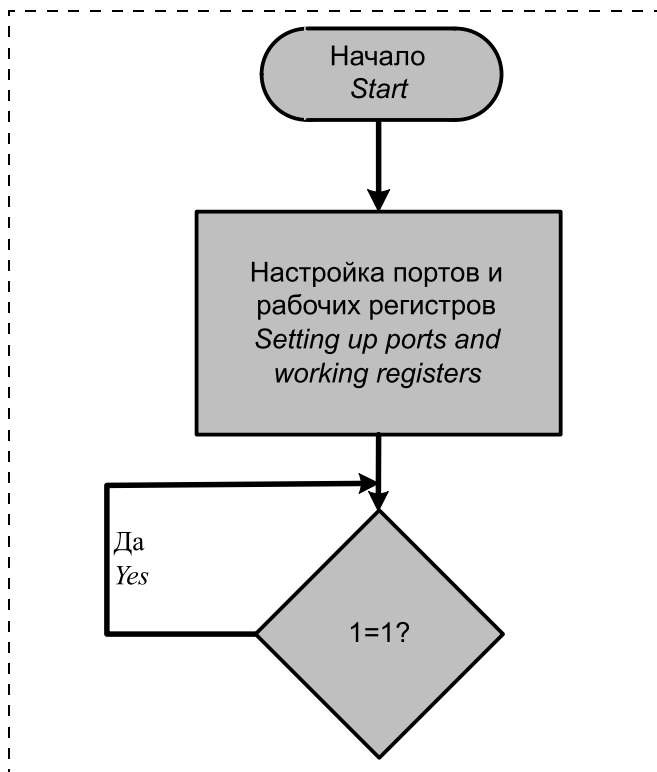 Начало
Start
Настройка портов и
рабочих регистров
Setting up ports and
working registers
Да
Yes
1=1?